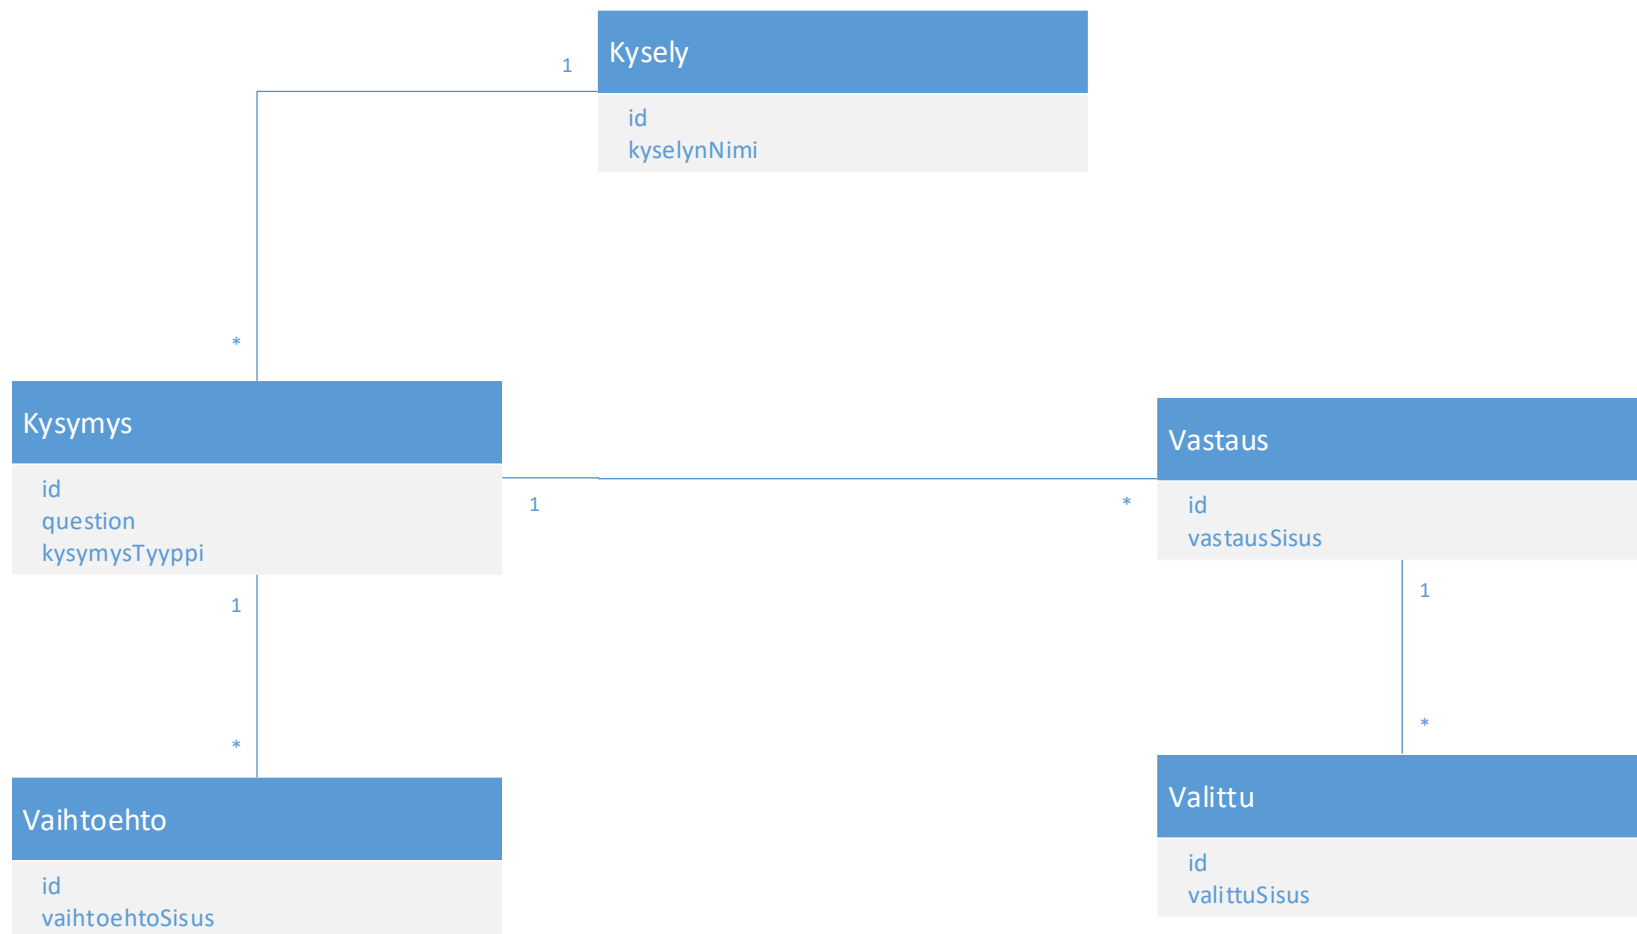 Kysely
1
id
kyselynNimi
*
Kysymys
id
question
kysymysTyyppi
1
*
Vastaus
id
vastausSisus
1
*
Vaihtoehto
id
vaihtoehtoSisus
1
*
Valittu
id
valittuSisus